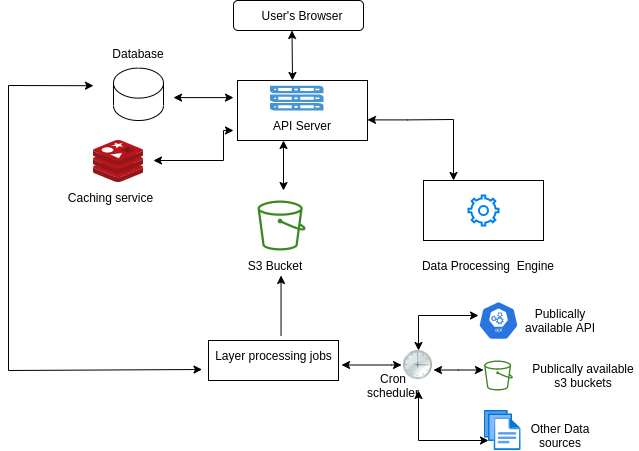 User's Browser
Database
API Server
Caching service
S3 Bucket
Data Processing  Engine
Layer processing jobs
Publically
available API
Cron
scheduler
Publically available
s3 buckets
Other Data
sources